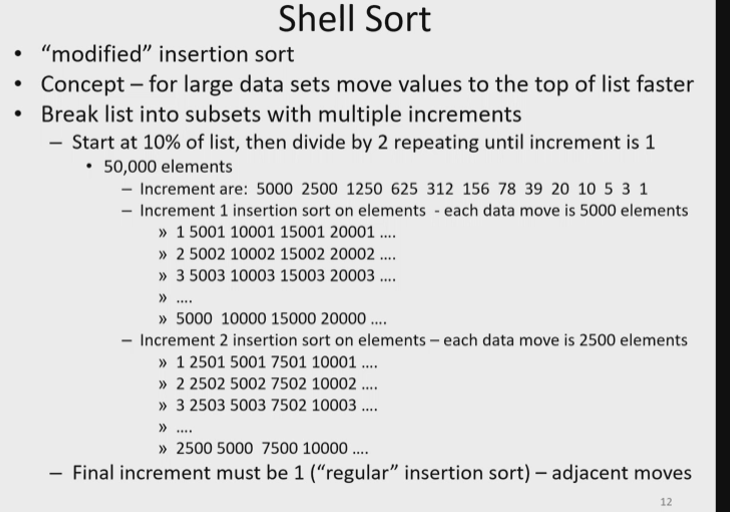 Shell Sort
• “modified” insertion sort
• Concept – for large data sets move values to the top of list faster
• Break list into subsets with multiple increments
– Start at 10% of list, then divide by 2 repeating until increment is 1
• 50,000 elements
– Increment are:  5000  2500  1250  625  312  156  78  39  20  10  5  3  1
– Increment 1 insertion sort on elements  - each data move is 5000 elements
» 1 5001 10001 15001 20001 ....
» 2 5002 10002 15002 20002 ....
» 3 5003 10003 15003 20003 ....
» ....
» 5000  10000 15000 20000 ....
– Increment 2 insertion sort on elements – each data move is 2500 elements
» 1 2501 5001 7501 10001 ....
» 2 2502 5002 7502 10002 ....
» 3 2503 5003 7502 10003 ....
» ....
» 2500 5000  7500 10000 ....
– Final increment must be 1 (“regular” insertion sort) – adjacent moves
12